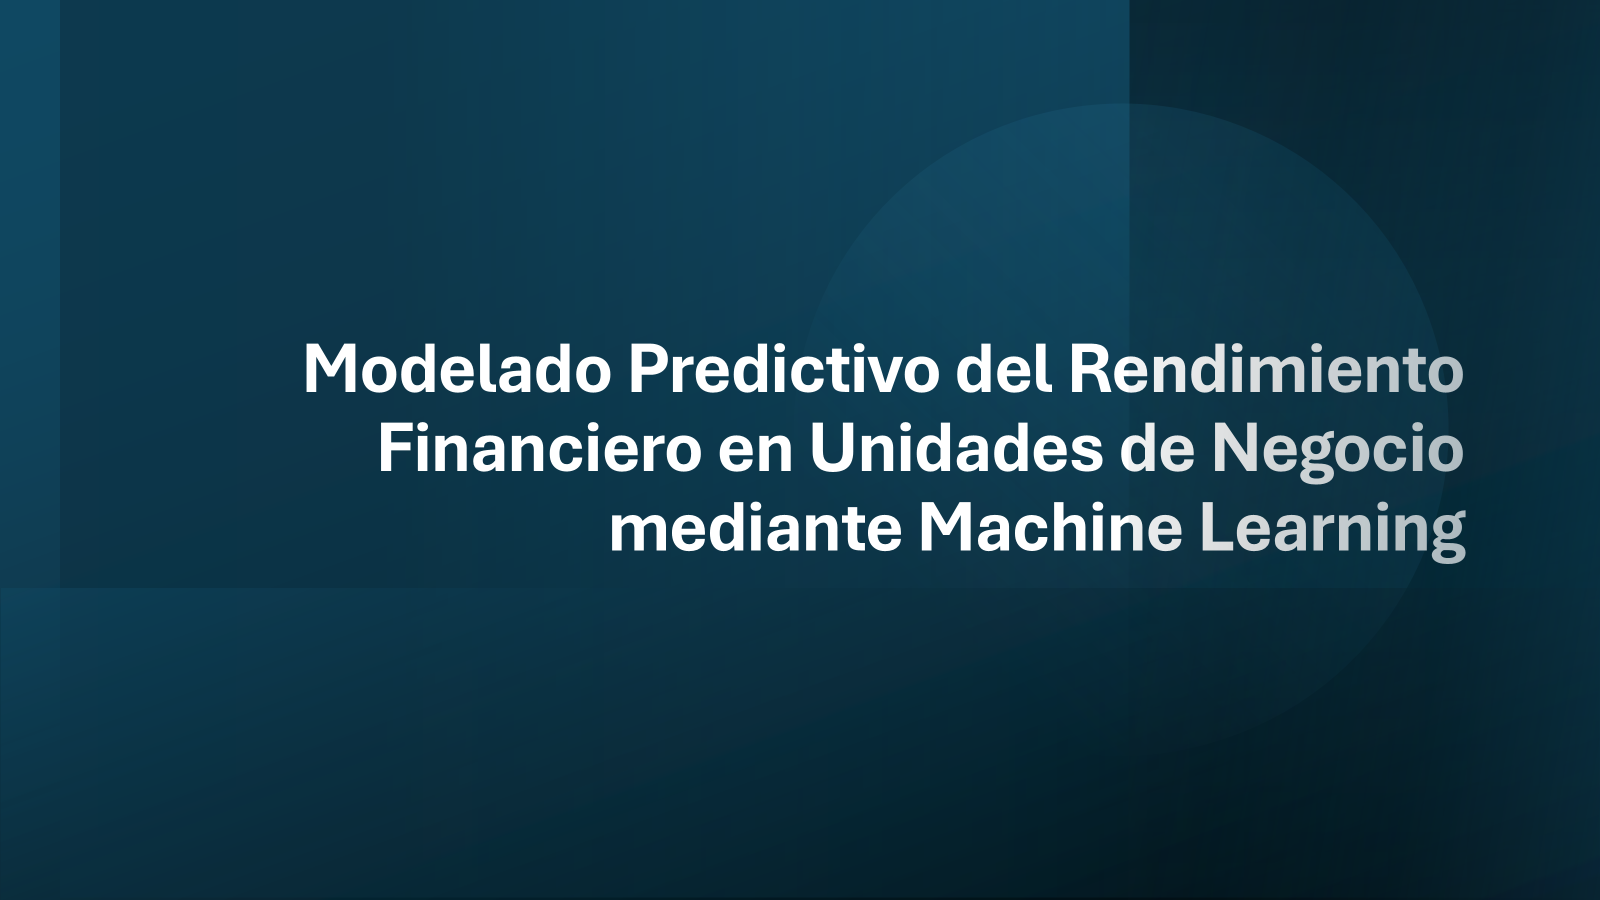 Modelado Predictivo del Rendimiento
Financiero en Unidades de Negocio
mediante Machine Learning